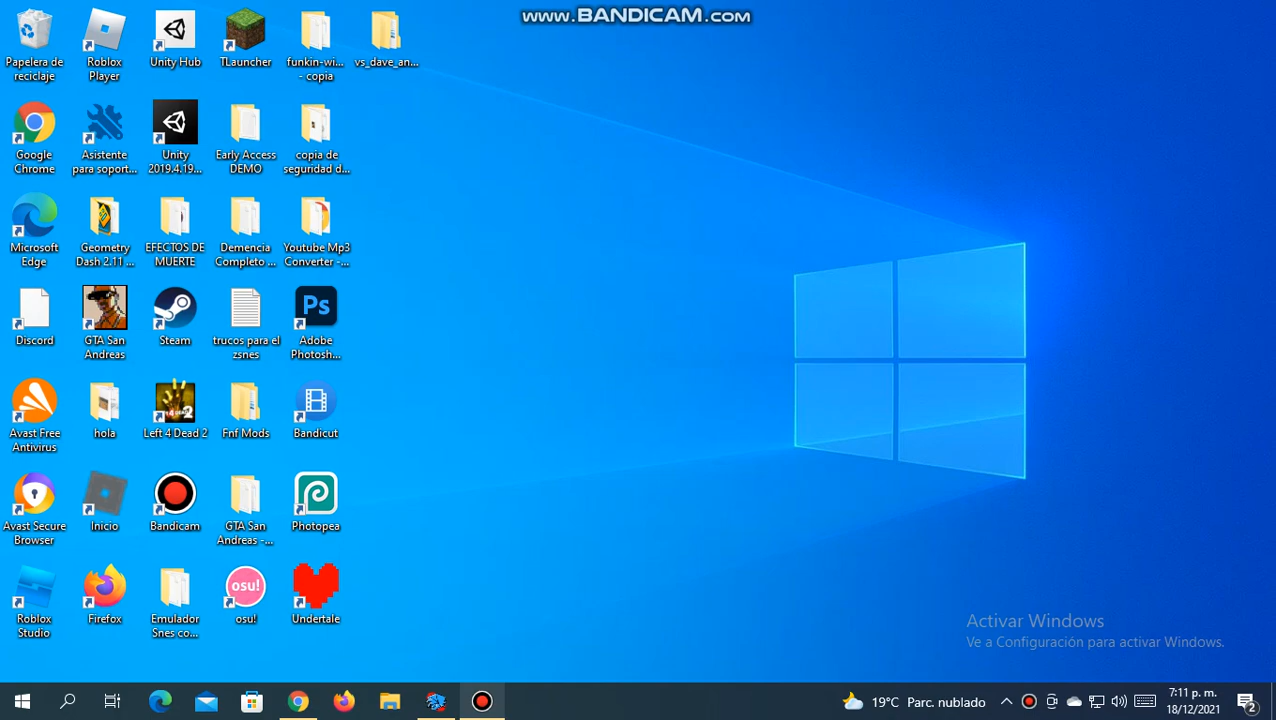 www.BANDICAM.com
Papelera de
reciclaje
Roblox
Player
Unity Hub
TLauncher
funkin-wi...
- copia
vs_dave_an...
Google
Chrome
Asistente
para soport...
Unity
2019.4.19...
Early Access
DEMO
copia de
seguridad d...
Microsoft
Edge
Geometry
Dash 2.11 ...
EFECTOS DE
MUERTE
Demencia
Completo ...
Youtube Mp3
Converter -...
Discord
GTA San
Andreas
Steam
trucos para el
zsnes
Ps
Adobe
Photosh...
Avast Free
Antivirus
hola
Left 4 Dead 2
Fnf Mods
Bandicut
Avast Secure
Browser
Inicio
Bandicam
GTA San
Andreas -...
Photopea
Roblox
Studio
Firefox
Emulador
Snes co...
osu!
osu!
Undertale
Activar Windows
Ve a Configuración para activar Windows.
19°C Parc. nublado
7:11 p. m.
18/12/2021
2